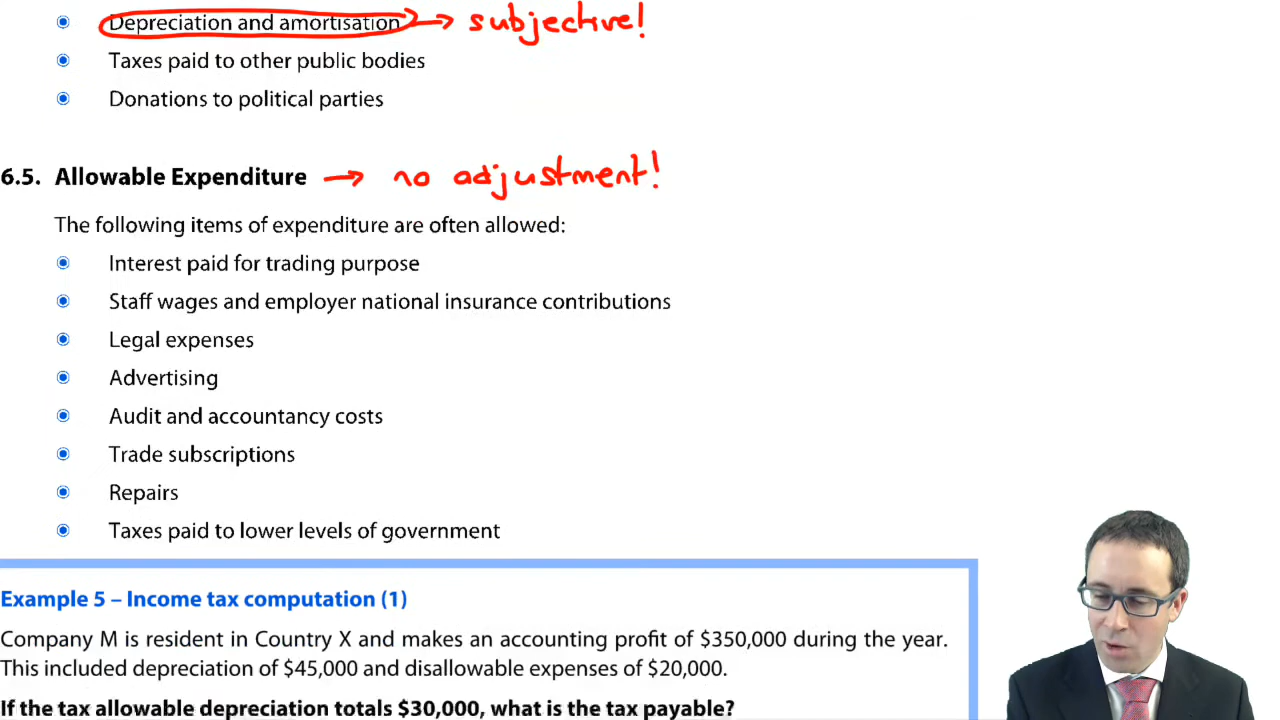 Depreciation and amortisation → subjective!
Taxes paid to other public bodies
Donations to political parties
6.5. Allowable Expenditure → no adjustment!
The following items of expenditure are often allowed:
Interest paid for trading purpose
Staff wages and employer national insurance contributions
Legal expenses
Advertising
Audit and accountancy costs
Trade subscriptions
Repairs
Taxes paid to lower levels of government
Example 5 – Income tax computation (1)
Company M is resident in Country X and makes an accounting profit of $350,000 during the year.
This included depreciation of $45,000 and disallowable expenses of $20,000.
If the tax allowable depreciation totals $30,000, what is the tax payable?